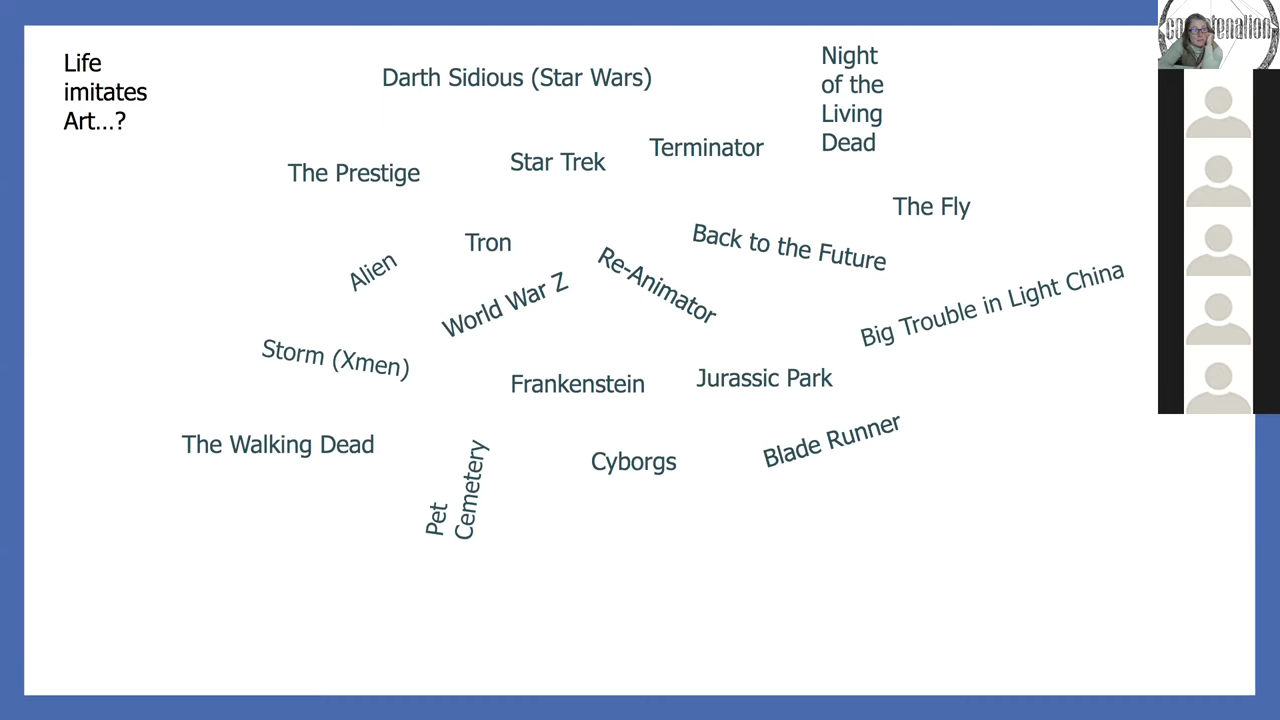 Life
imitates
Art...?
Darth Sidious (Star Wars)
Night
of the
Living
Dead
The Prestige
Star Trek
Terminator
The Fly
Alien
Tron
Back to the Future
World War Z
Re-Animator
Big Trouble in Light China
Storm (Xmen)
Frankenstein
Jurassic Park
The Walking Dead
Pet
Cemetery
Cyborgs
Blade Runner